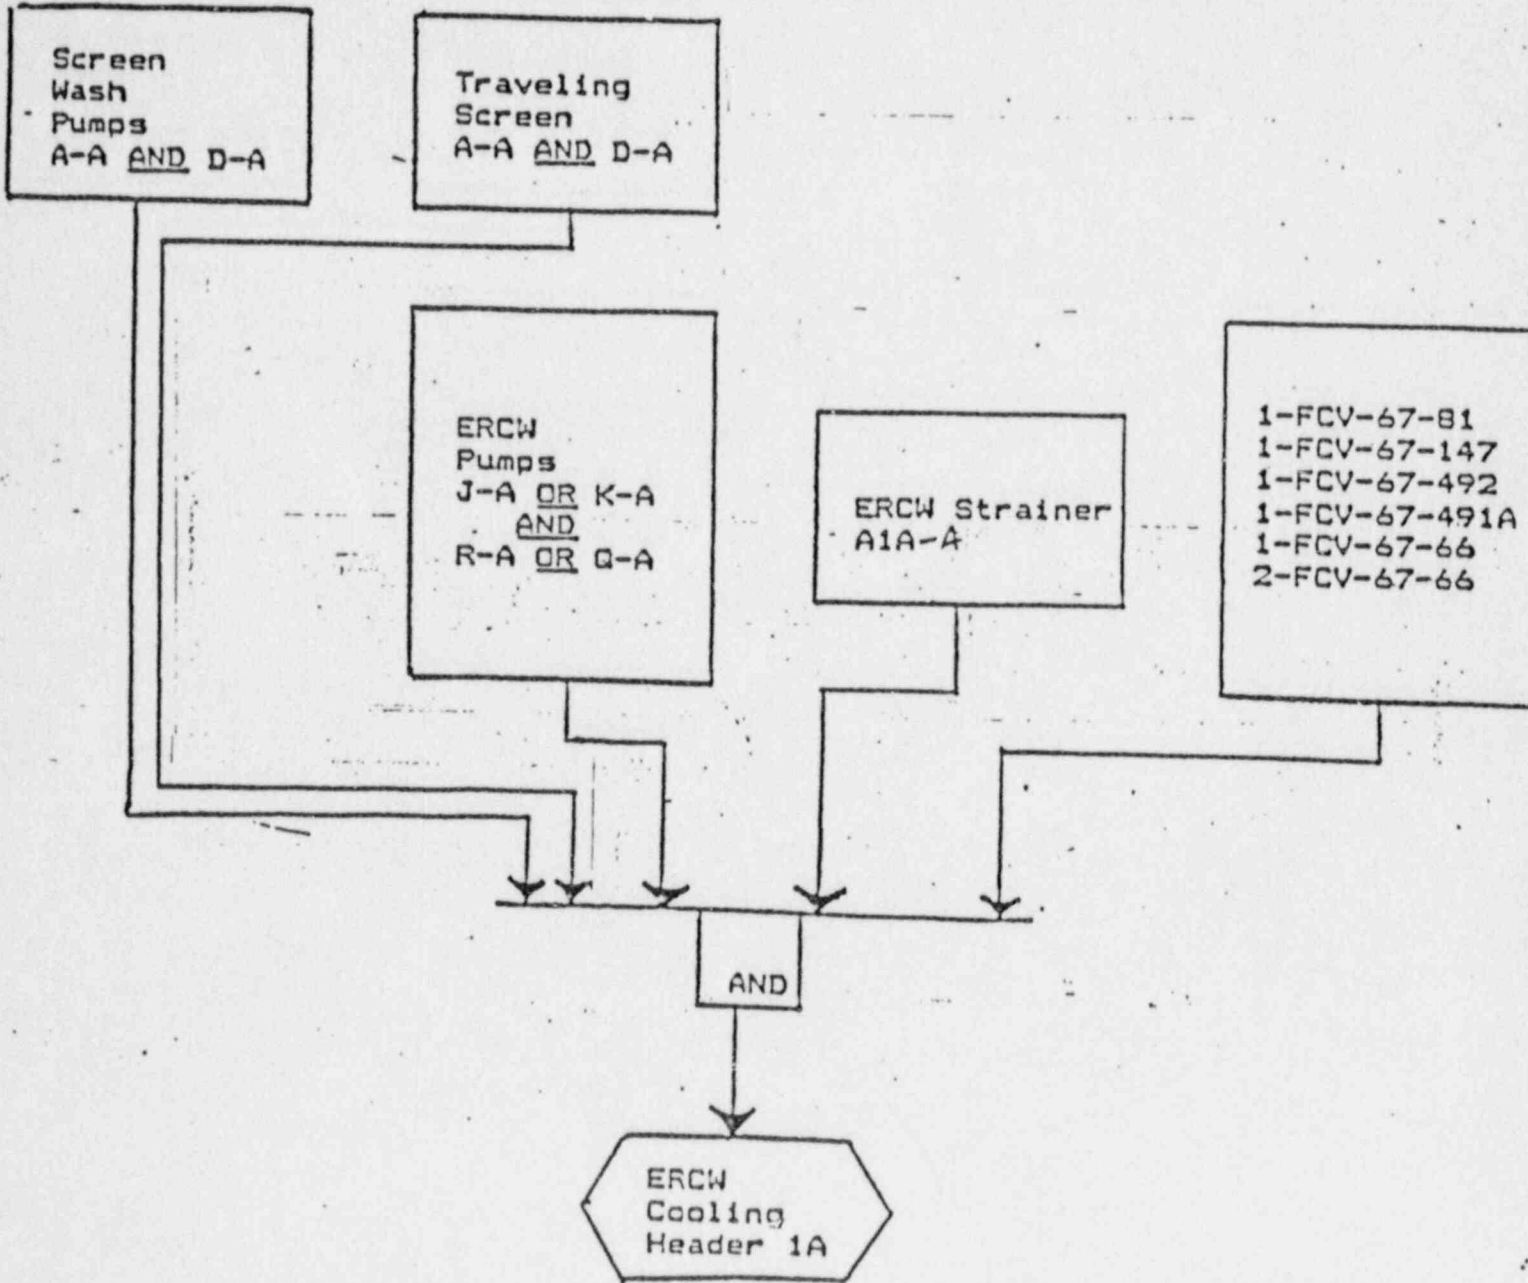 Screen
Wash
Pumps
A-A AND D-A
Traveling
Screen
A-A AND D-A
ERCW
Pumps
J-A OR K-A
AND
R-A OR Q-A
ERCW Strainer
A1A-A
1-FCV-67-81
1-FCV-67-147
1-FCV-67-492
1-FCV-67-491A
1-FCV-67-66
2-FCV-67-66
AND
ERCW
Cooling
Header 1A